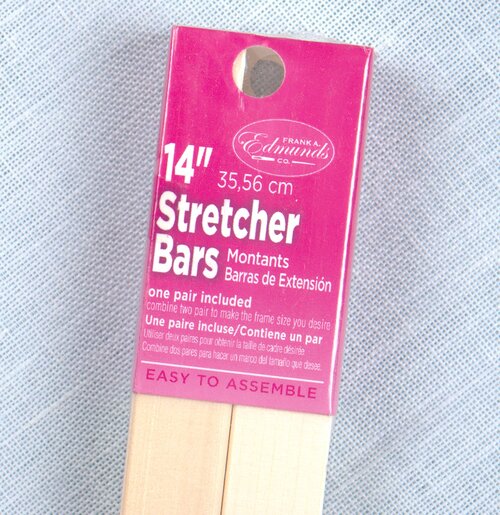 FRANK A.
Edmunds
CO.
14"
35,56 cm
Stretcher
Bars
Montants
Barras de Extensión
one pair included
combine two pair to make the frame size you desire
Une paire incluse/Contiene un par
Utiliser deux paires pour obtenir la taille de cadre désirée
Combine dos pares para hacer un marco del tamaño que desee.
EASY TO ASSEMBLE